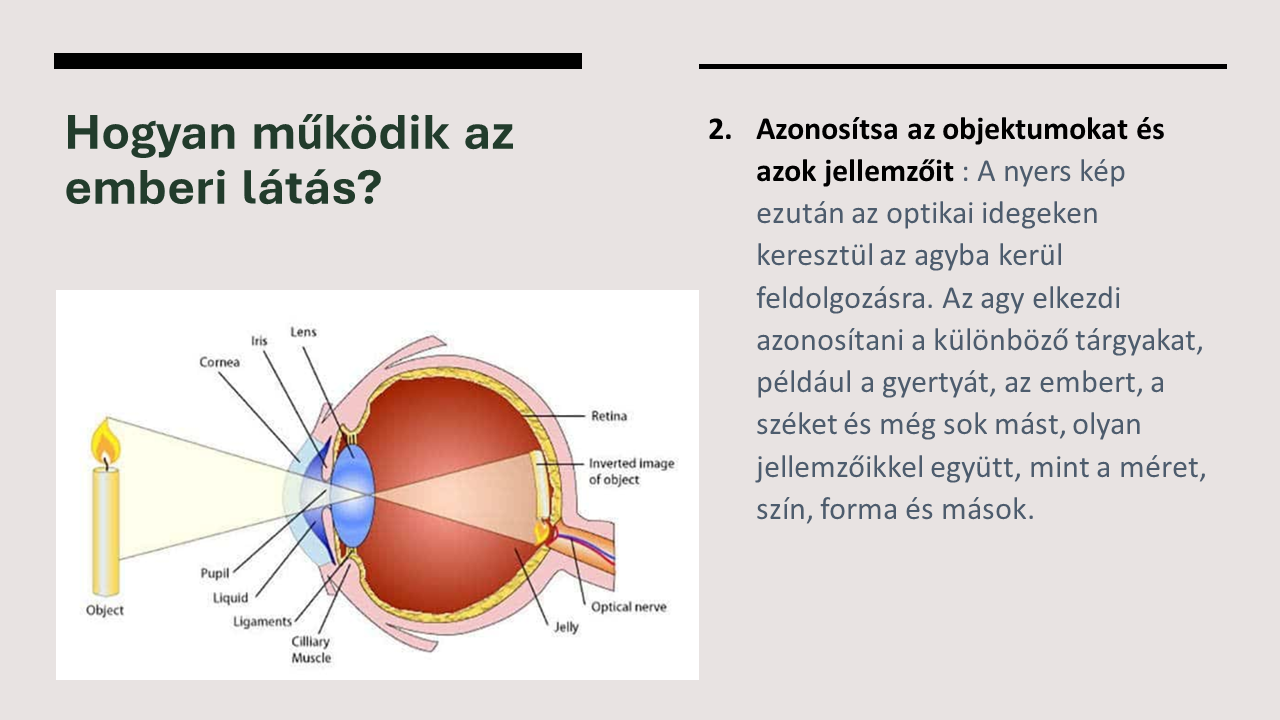 Hogyan működik az
emberi látás?
2. Azonosítsa az objektumokat és
azok jellemzőit : A nyers kép
ezután az optikai idegeken
keresztül az agyba kerül
feldolgozásra. Az agy elkezdi
azonosítani a különböző tárgyakat,
például a gyertyát, az embert, a
széket és még sok mást, olyan
jellemzőikkel együtt, mint a méret,
szín, forma és mások.
Lens
Iris
Cornea
Retina
Inverted image
of object
Pupil
Liquid
Object
Optical nerve
Ligaments
Jelly
Cilliary
Muscle